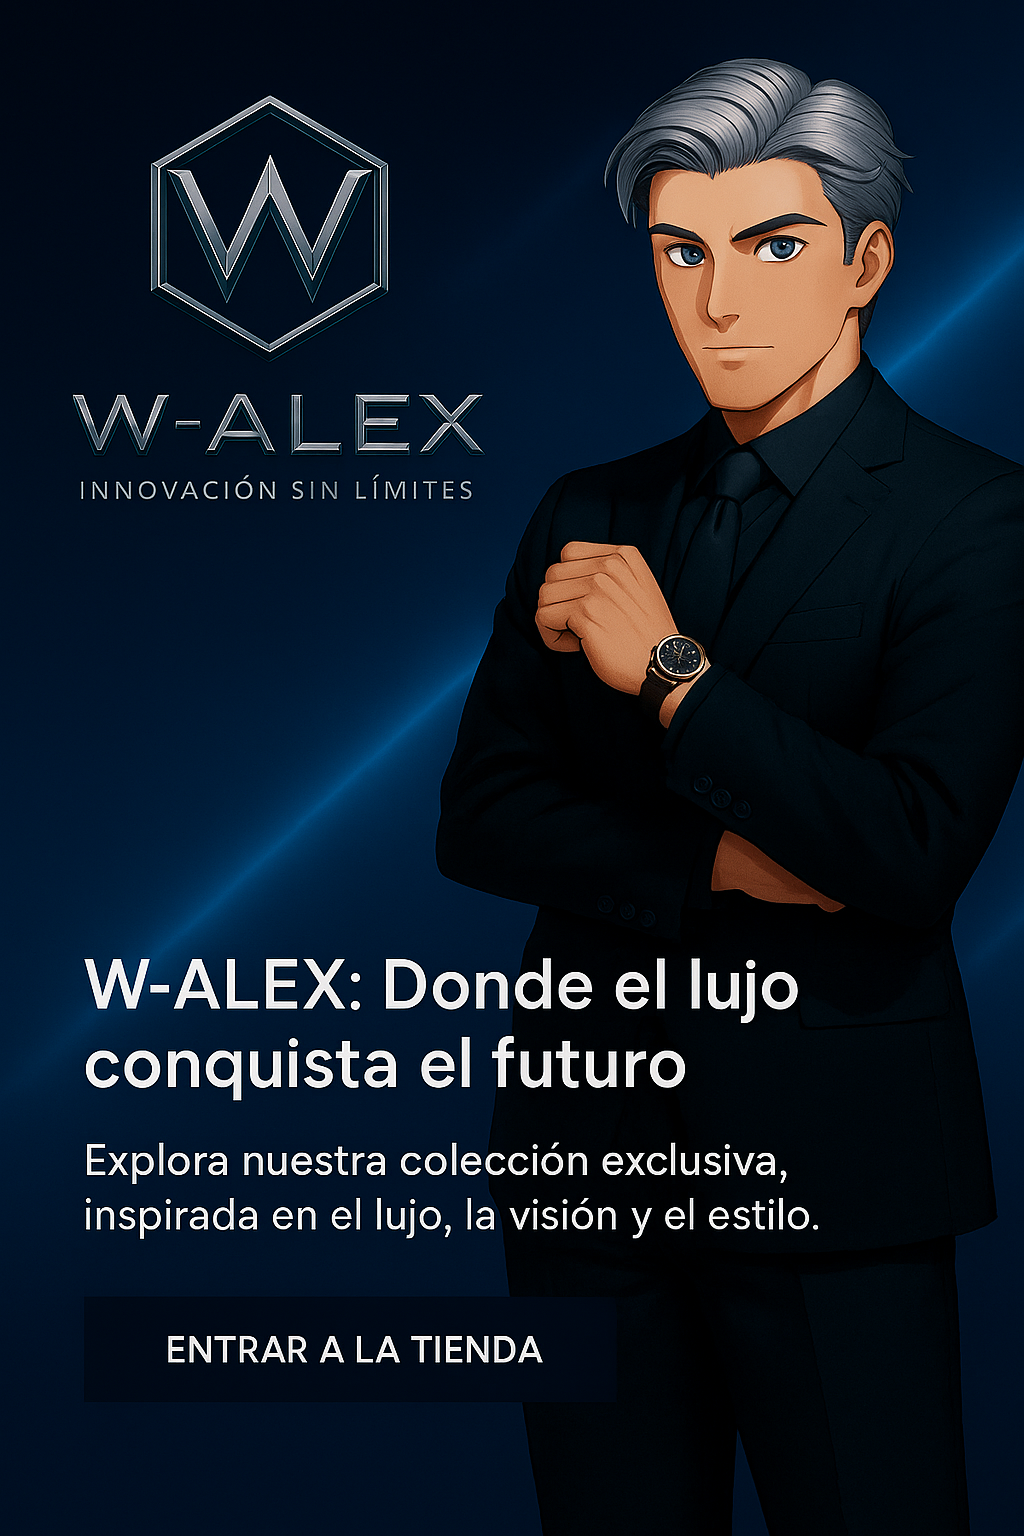 W
W-ALEX
INNOVACIÓN SIN LÍMITES
W-ALEX: Donde el lujo
conquista el futuro
Explora nuestra colección exclusiva,
inspirada en el lujo, la visión y el estilo.
ENTRAR A LA TIENDA